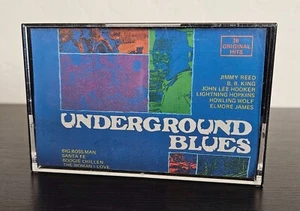 16
ORIGINAL
HITS
JIMMY REED
B. B. KING
JOHN LEE HOOKER
LIGHTNING HOPKINS
HOWLING WOLF
ELMORE JAMES
UNDERGROUND
BLUES
BIG BOSS MAN
SANTA FE
BOOGIE CHILLEN
THE WOMAN I LOVE